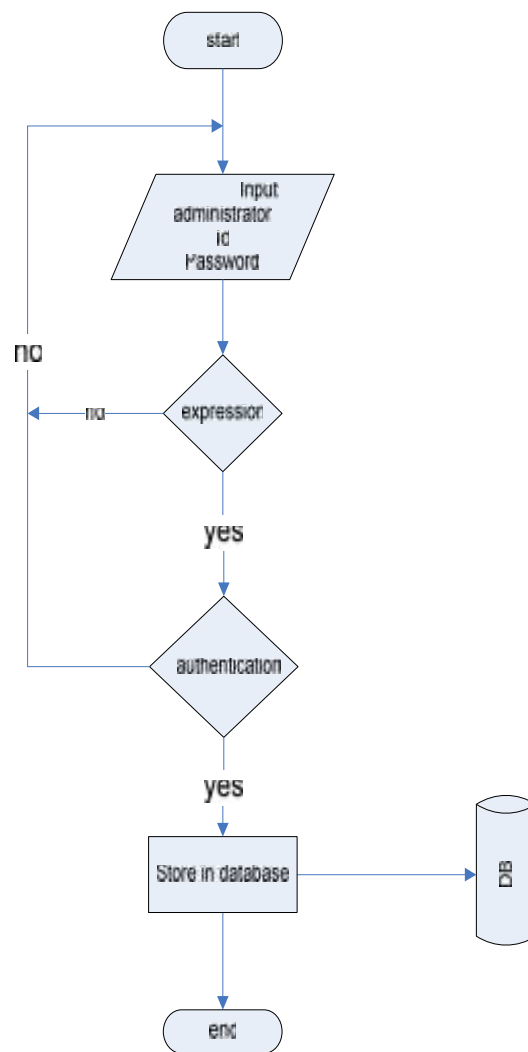 start
Input
administrator
id
Password
no
no
expression
yes
authentication
yes
Store in database
DB
end